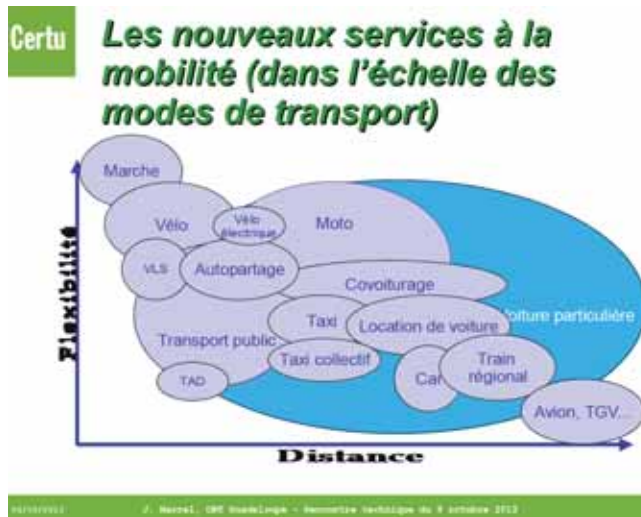 Certu
Les nouveaux services à la
mobilité (dans l'échelle des
modes de transport)
Marche
Vélo
Vélo
électrique
Moto
VLS
Autopartage
Covoiturage
Taxi
Location de voiture
Voiture particulière
Transport public
Taxi collectif
TAD
Car
Train
régional
Avion, TGV...
Flexibilité
Distance
Guadeloupe - Rencontre technique du 9 octobre 2012